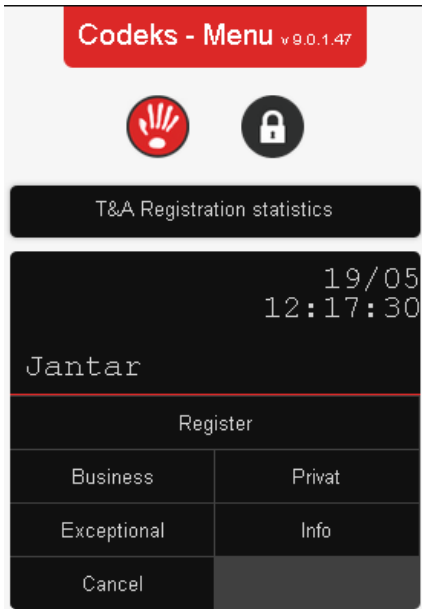 Codeks - Menu v 9.0.1.47
T&A Registration statistics
19/05
12:17:30
Jantar
Register
Business Privat
Exceptional Info
Cancel